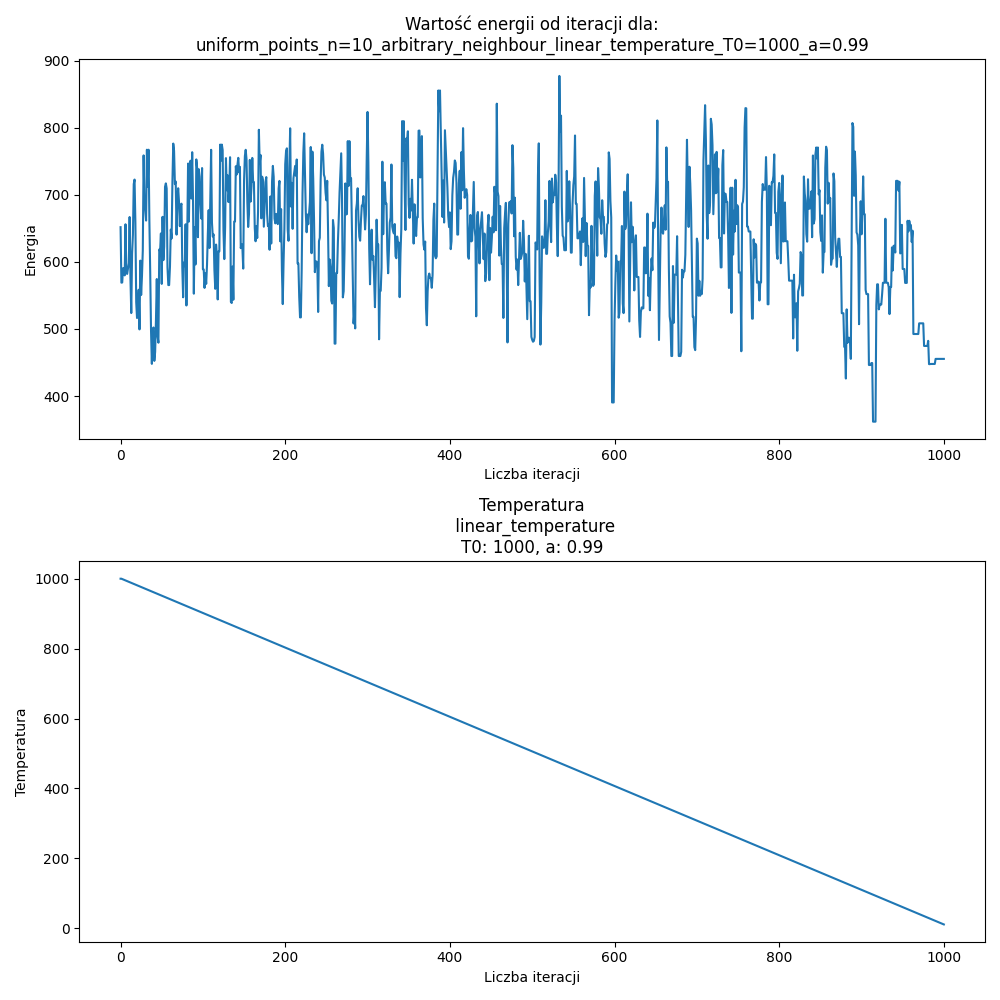 Wartość energii od iteracji dla:
uniform_points_n=10_arbitrary_neighbour_linear_temperature_T0=1000_a=0.99
900
800
700
600
500
400
Energia
0 200 400 600 800 1000
Liczba iteracji
Temperatura
linear_temperature
T0: 1000, a: 0.99
1000
800
600
400
200
0
Temperatura
0 200 400 600 800 1000
Liczba iteracji